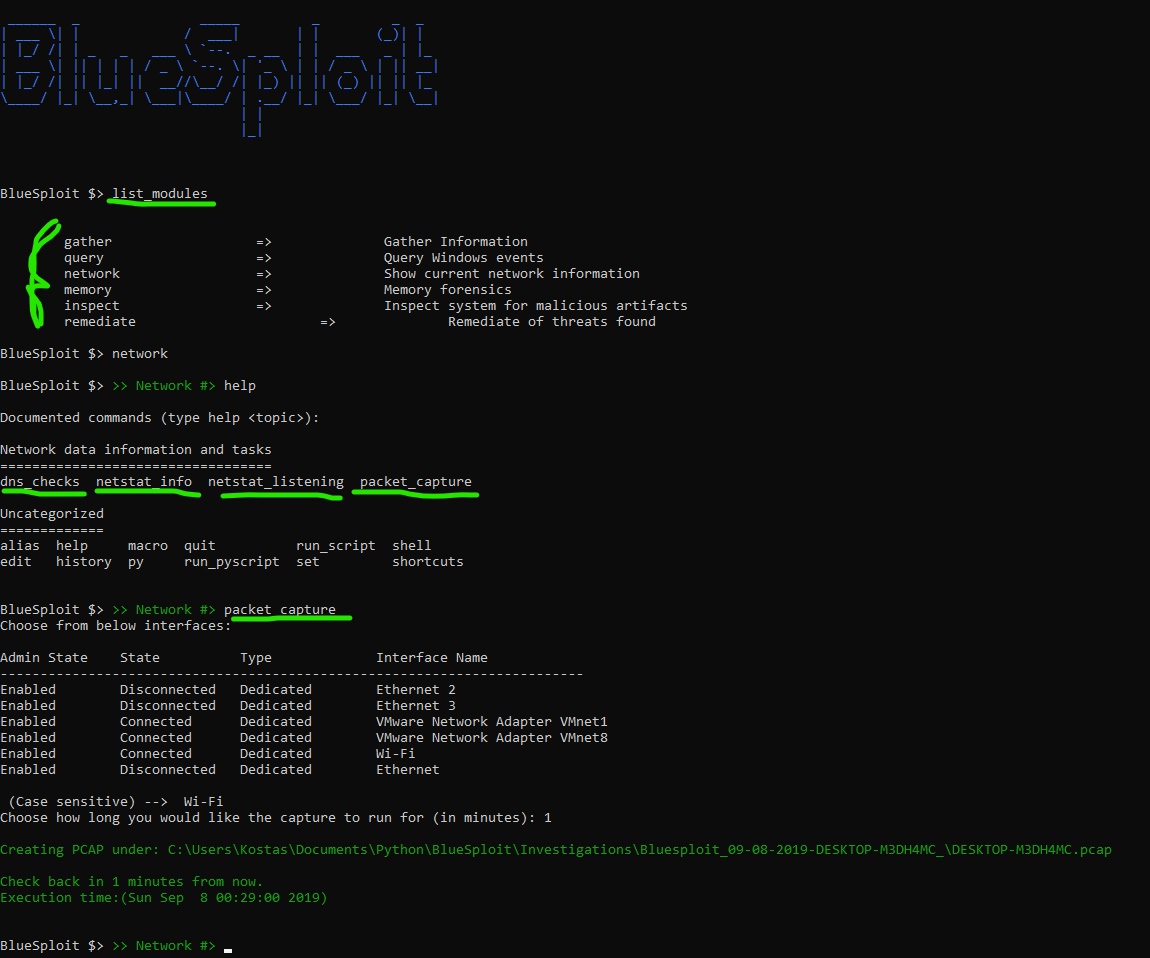 BlueSploit
BlueSploit $> list_modules
gather => Gather Information
query => Query Windows events
network => Show current network information
memory => Memory forensics
inspect => Inspect system for malicious artifacts
remediate => Remediate of threats found
BlueSploit $> network
BlueSploit $> >> Network #> help
Documented commands (type help <topic>):
Network data information and tasks
==================================
dns_checks netstat_info netstat_listening packet_capture
Uncategorized
=============
alias help macro quit run_script shell
edit history py run_pyscript set shortcuts
BlueSploit $> >> Network #> packet_capture
Choose from below interfaces:
Admin State State Type Interface Name
-------------------------------------------------------------------------
Enabled Disconnected Dedicated Ethernet 2
Enabled Disconnected Dedicated Ethernet 3
Enabled Connected Dedicated VMware Network Adapter VMnet1
Enabled Connected Dedicated VMware Network Adapter VMnet8
Enabled Connected Dedicated Wi-Fi
Enabled Disconnected Dedicated Ethernet
(Case sensitive) --> Wi-Fi
Choose how long you would like the capture to run for (in minutes): 1
Creating PCAP under: C:\Users\Kostas\Documents\Python\BlueSploit\Investigations\Bluesploit_09-08-2019-DESKTOP-M3DH4MC_\DESKTOP-M3DH4MC.pcap
Check back in 1 minutes from now.
Execution time:(Sun Sep  8 00:29:00 2019)
BlueSploit $> >> Network #>